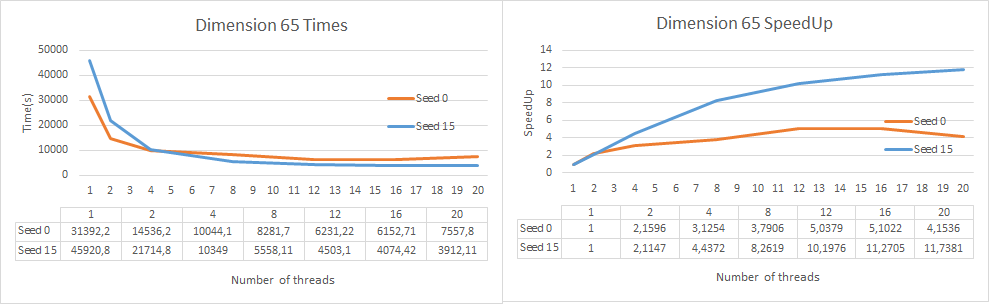 Dimension 65 Times
50000
40000
30000
20000
10000
0
Time(s)
Seed 0
Seed 15
1 2 3 4 5 6 7 8 9 10 11 12 13 14 15 16 17 18 19 20
1 2 4 8 12 16 20
Seed 0 31392,2 14536,2 10044,1 8281,7 6231,22 6152,71 7557,8
Seed 15 45920,8 21714,8 10349 5558,11 4503,1 4074,42 3912,11
Number of threads
Dimension 65 SpeedUp
14
12
10
8
6
4
2
0
SpeedUp
Seed 0
Seed 15
1 2 3 4 5 6 7 8 9 10 11 12 13 14 15 16 17 18 19 20
1 2 4 8 12 16 20
Seed 0 1 2,1596 3,1254 3,7906 5,0379 5,1022 4,1536
Seed 15 1 2,1147 4,4372 8,2619 10,1976 11,2705 11,7381
Number of threads